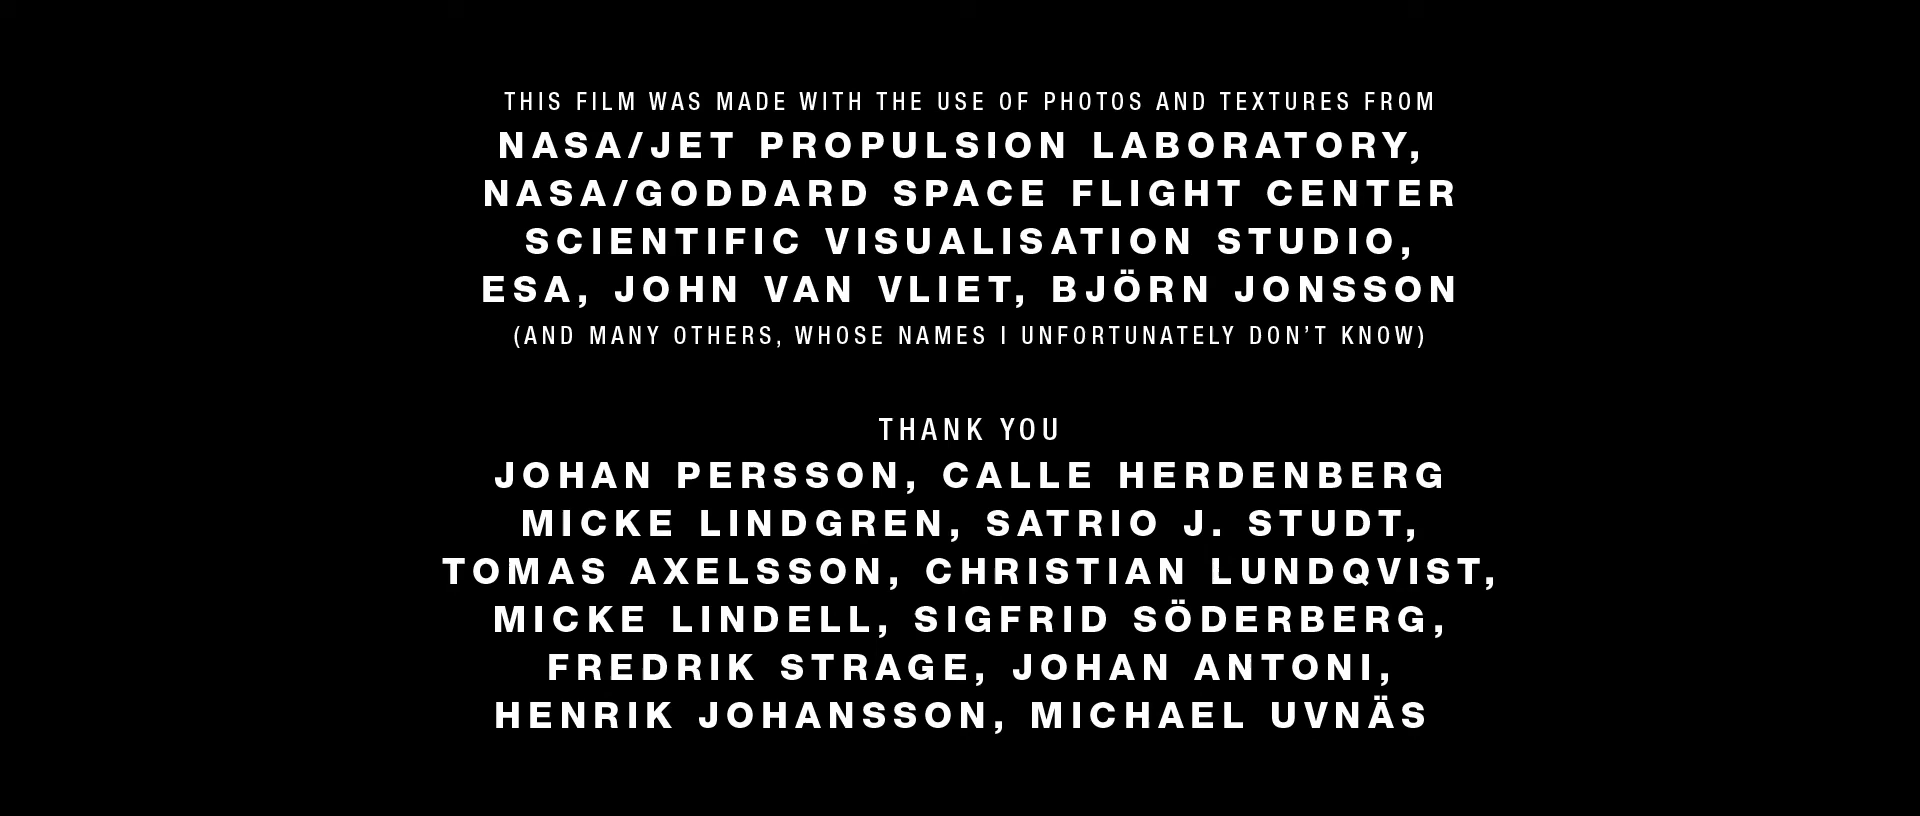 THIS FILM WAS MADE WITH THE USE OF PHOTOS AND TEXTURES FROM
NASA/JET PROPULSION LABORATORY,
NASA/GODDARD SPACE FLIGHT CENTER
SCIENTIFIC VISUALISATION STUDIO,
ESA, JOHN VAN VLIET, BJÖRN JONSSON
(AND MANY OTHERS, WHOSE NAMES I UNFORTUNATELY DON’T KNOW)
THANK YOU
JOHAN PERSSON, CALLE HERDENBERG
MICKE LINDGREN, SATRIO J. STUDT,
TOMAS AXELSSON, CHRISTIAN LUNDQVIST,
MICKE LINDELL, SIGFRID SÖDERBERG,
FREDRIK STRAGE, JOHAN ANTONI,
HENRIK JOHANSSON, MICHAEL UVNÄS